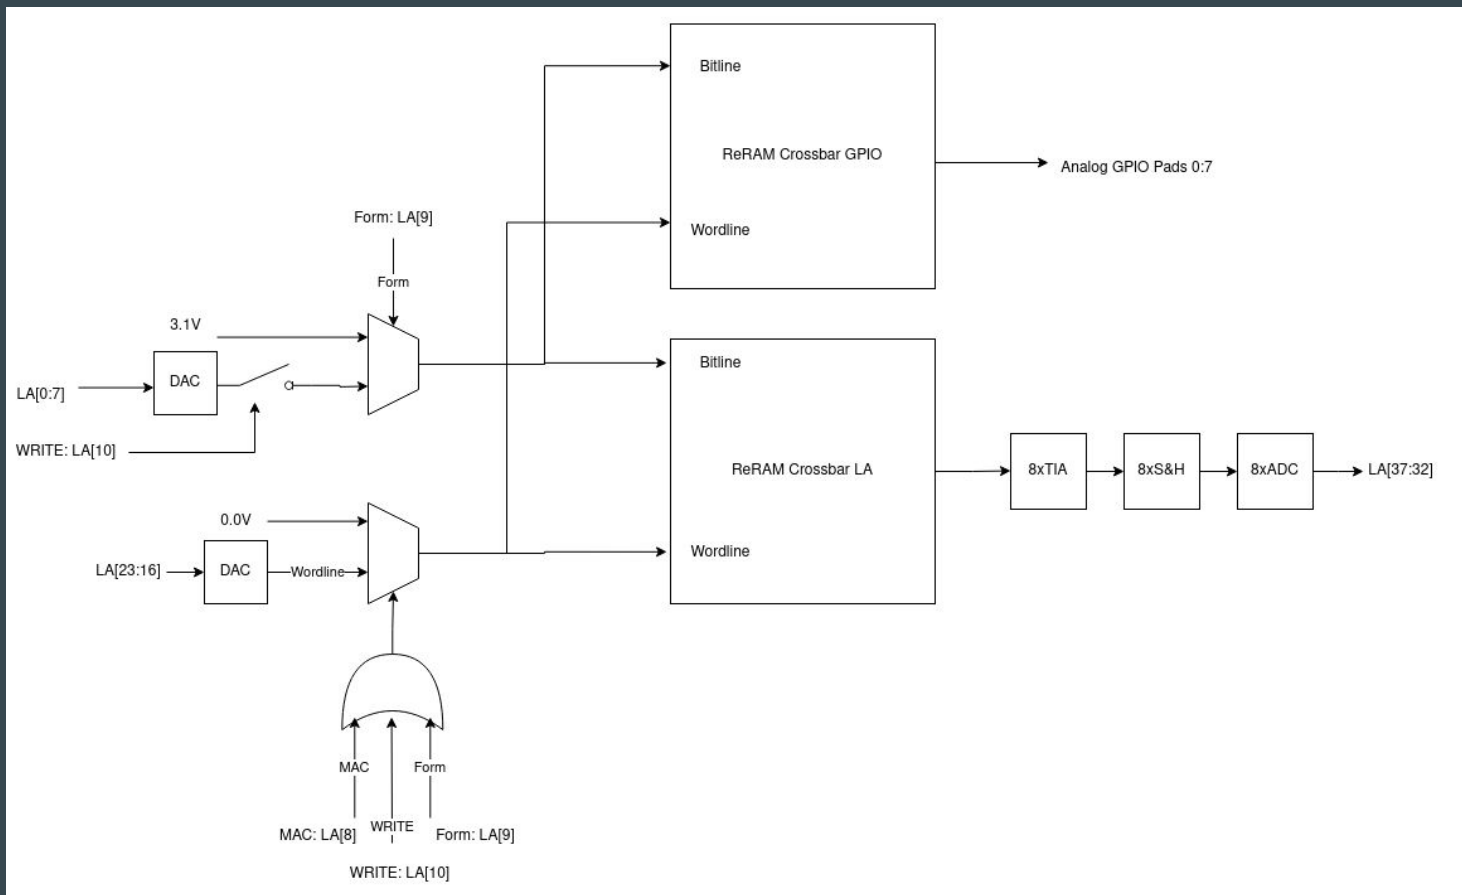 Bitline
ReRAM Crossbar GPIO
Analog GPIO Pads 0:7
Wordline
Form: LA[9]
Form
3.1V
DAC
LA[0:7]
WRITE: LA[10]
Bitline
ReRAM Crossbar LA
8xTIA
8xS&H
8xADC
LA[37:32]
Wordline
0.0V
LA[23:16]
DAC
Wordline
MAC
Form
WRITE
MAC: LA[8]
Form: LA[9]
WRITE: LA[10]